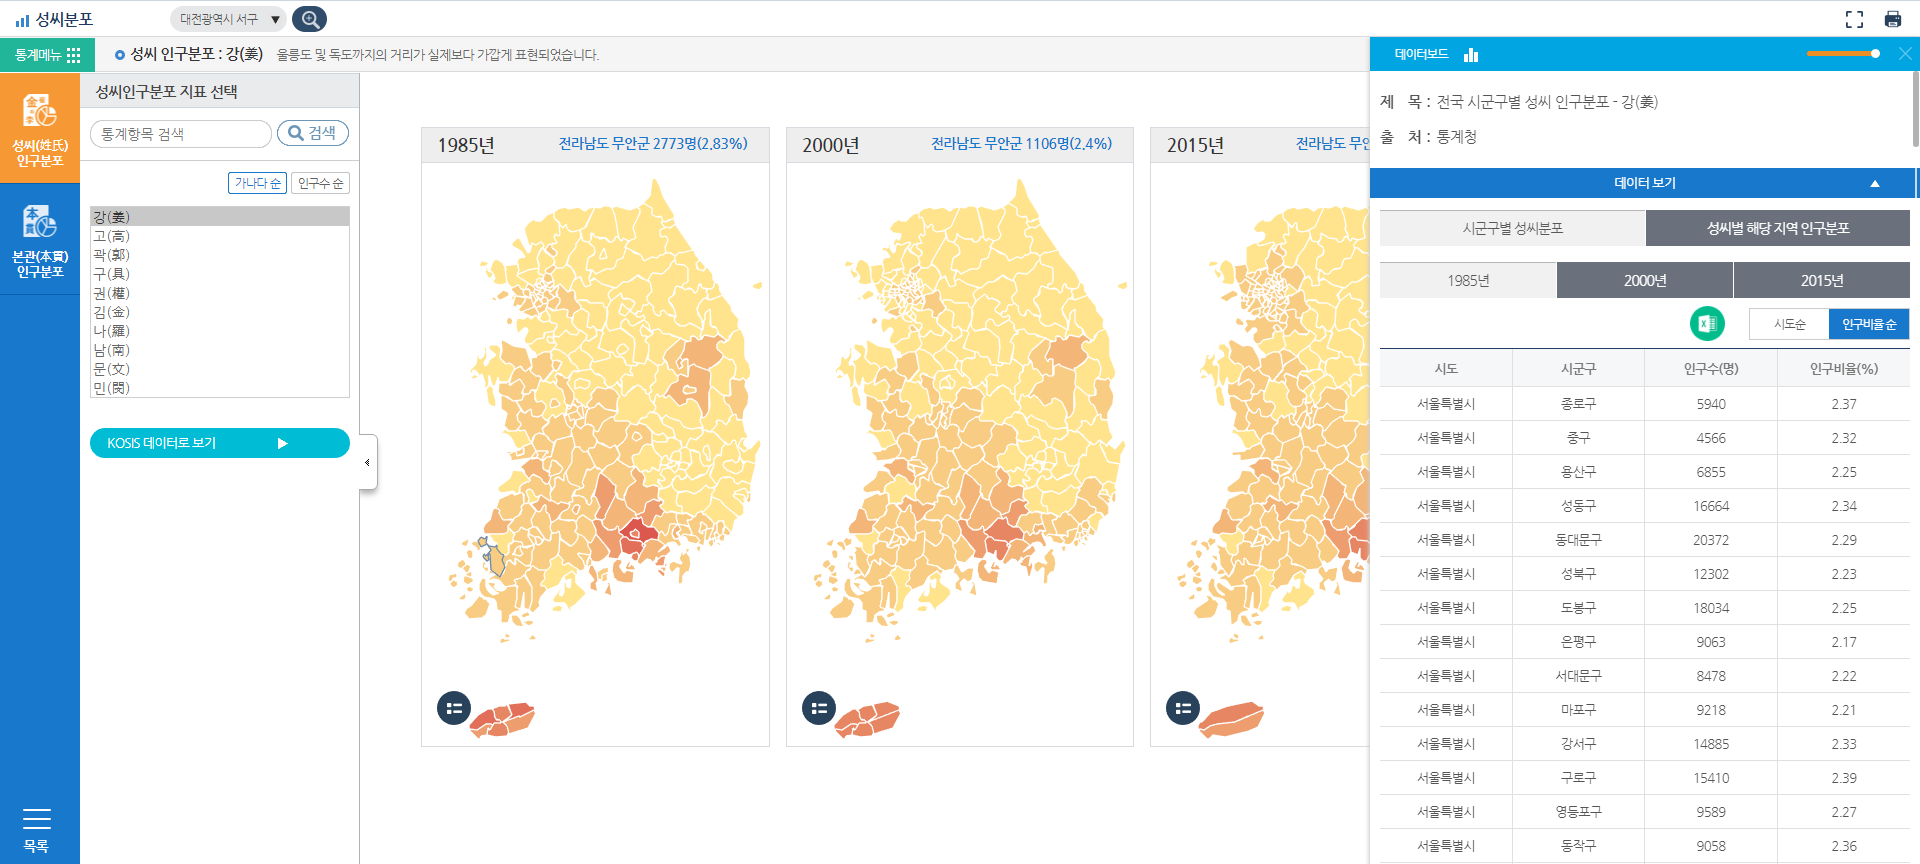 성씨분포
대전광역시 서구 ▼
통계메뉴
성씨 인구분포 : 강(姜) 울릉도 및 독도까지의 거리가 실제보다 가깝게 표현되었습니다.
성씨(姓氏)
인구분포
본관(本貫)
인구분포
목록
성씨인구분포 지표 선택
통계항목 검색
검색
가나다 순
인구수 순
강(姜)
고(高)
곽(郭)
구(具)
권(權)
김(金)
나(羅)
남(南)
문(文)
민(閔)
KOSIS 데이터로 보기 ▶
1985년 전라남도 무안군 2773명(2.83%)
2000년 전라남도 무안군 1106명(2.4%)
2015년 전라남도 무안
데이터보드
제 목 : 전국 시군구별 성씨 인구분포 - 강(姜)
출 처 : 통계청
데이터 보기 ▲
시군구별 성씨분포 성씨별 해당 지역 인구분포
1985년 2000년 2015년
시도순 인구비율 순
시도 시군구 인구수(명) 인구비율(%)
서울특별시 종로구 5940 2.37
서울특별시 중구 4566 2.32
서울특별시 용산구 6855 2.25
서울특별시 성동구 16664 2.34
서울특별시 동대문구 20372 2.29
서울특별시 성북구 12302 2.23
서울특별시 도봉구 18034 2.25
서울특별시 은평구 9063 2.17
서울특별시 서대문구 8478 2.22
서울특별시 마포구 9218 2.21
서울특별시 강서구 14885 2.33
서울특별시 구로구 15410 2.39
서울특별시 영등포구 9589 2.27
서울특별시 동작구 9058 2.36